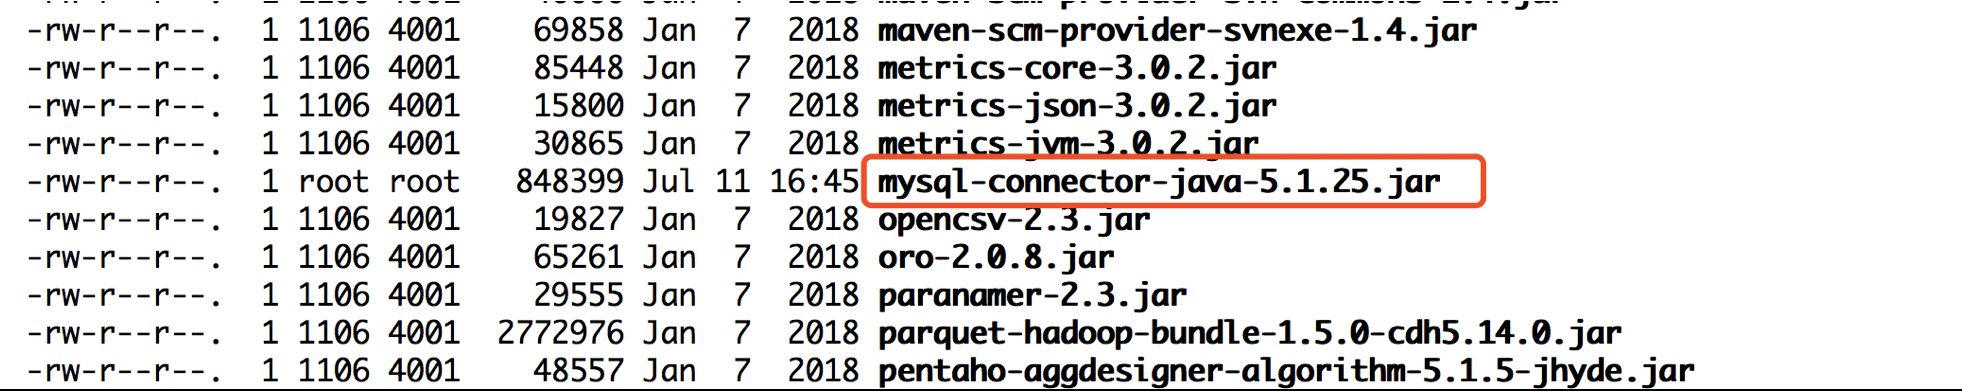 -rw-r--r--. 1 1106 4001 69858 Jan 7 2018 maven-scm-provider-svnexe-1.4.jar
-rw-r--r--. 1 1106 4001 85448 Jan 7 2018 metrics-core-3.0.2.jar
-rw-r--r--. 1 1106 4001 15800 Jan 7 2018 metrics-json-3.0.2.jar
-rw-r--r--. 1 1106 4001 30865 Jan 7 2018 metrics-jvm-3.0.2.jar
-rw-r--r--. 1 root root 848399 Jul 11 16:45 mysql-connector-java-5.1.25.jar
-rw-r--r--. 1 1106 4001 19827 Jan 7 2018 opencsv-2.3.jar
-rw-r--r--. 1 1106 4001 65261 Jan 7 2018 oro-2.0.8.jar
-rw-r--r--. 1 1106 4001 29555 Jan 7 2018 paranamer-2.3.jar
-rw-r--r--. 1 1106 4001 2772976 Jan 7 2018 parquet-hadoop-bundle-1.5.0-cdh5.14.0.jar
-rw-r--r--. 1 1106 4001 48557 Jan 7 2018 pentaho-aggdesigner-algorithm-5.1.5-jhyde.jar